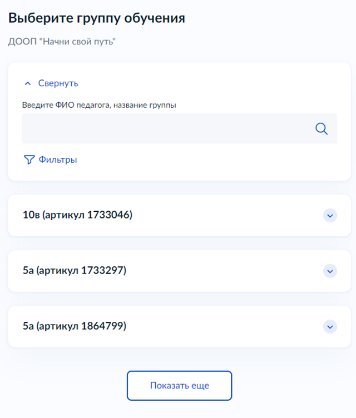 Выберите группу обучения
ДООП "Начни свой путь"
Свернуть
Введите ФИО педагога, название группы
Фильтры
10в (артикул 1733046)
5а (артикул 1733297)
5а (артикул 1864799)
Показать еще